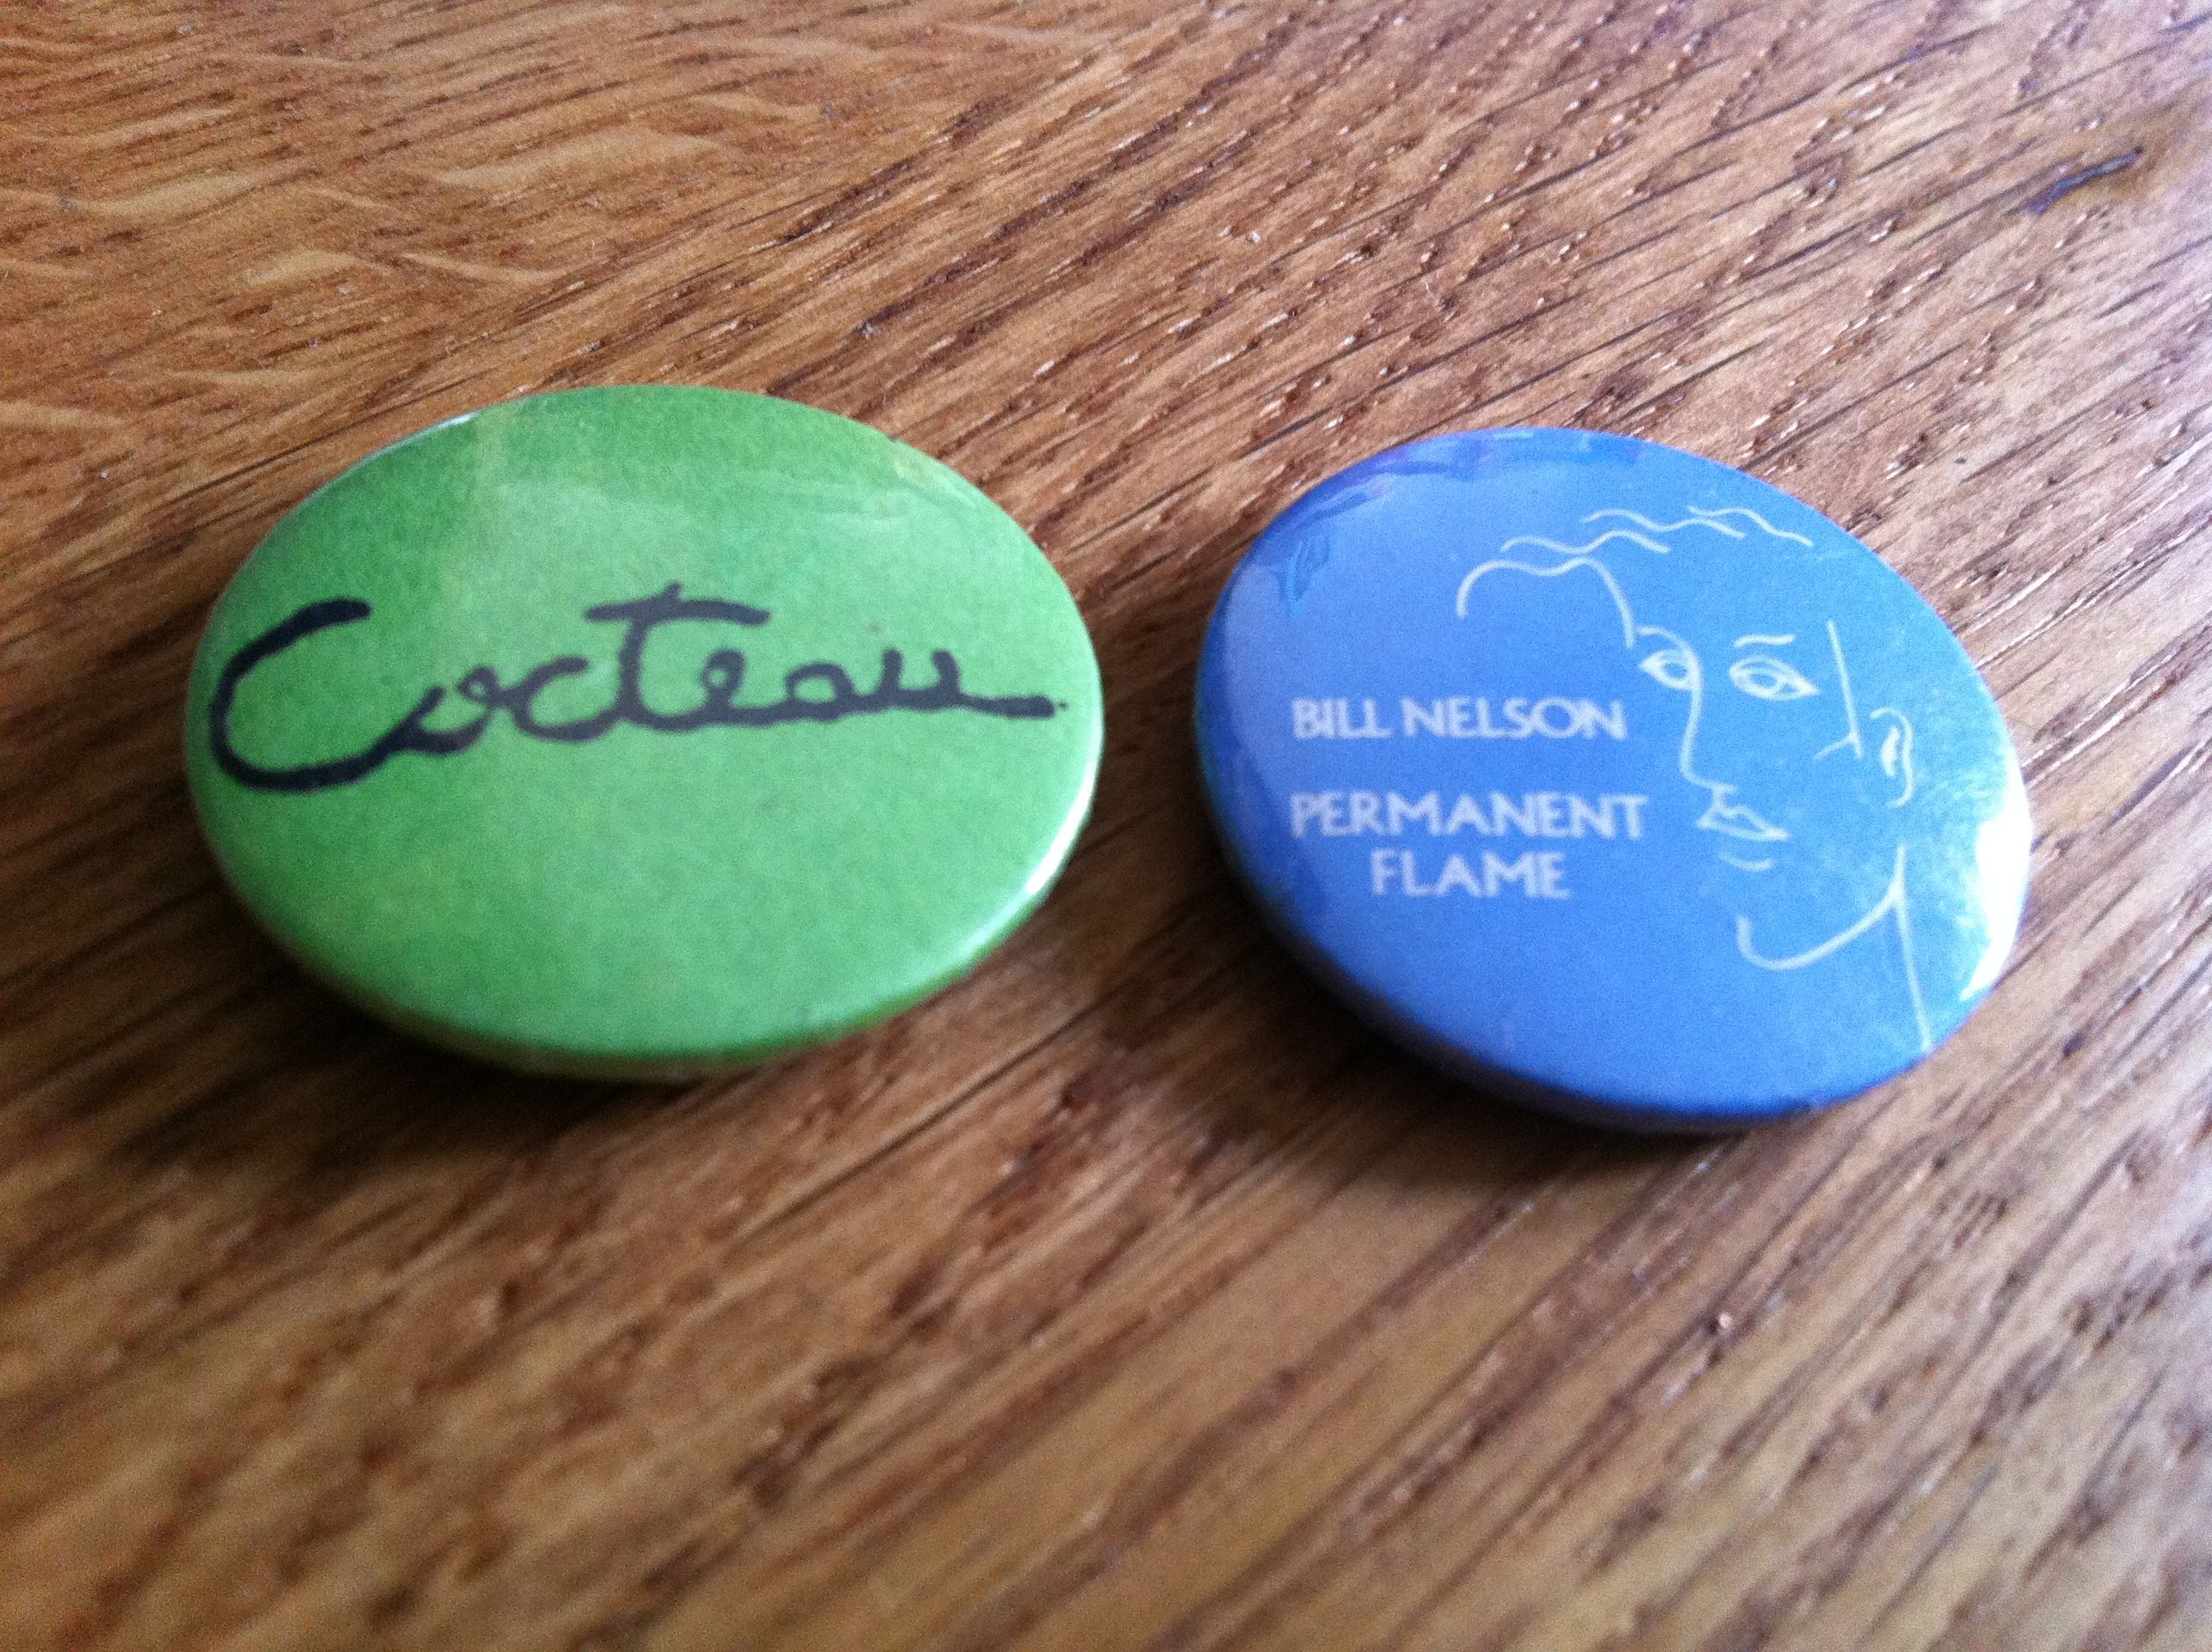 Cocteau
BILL NELSON
PERMANENT
FLAME